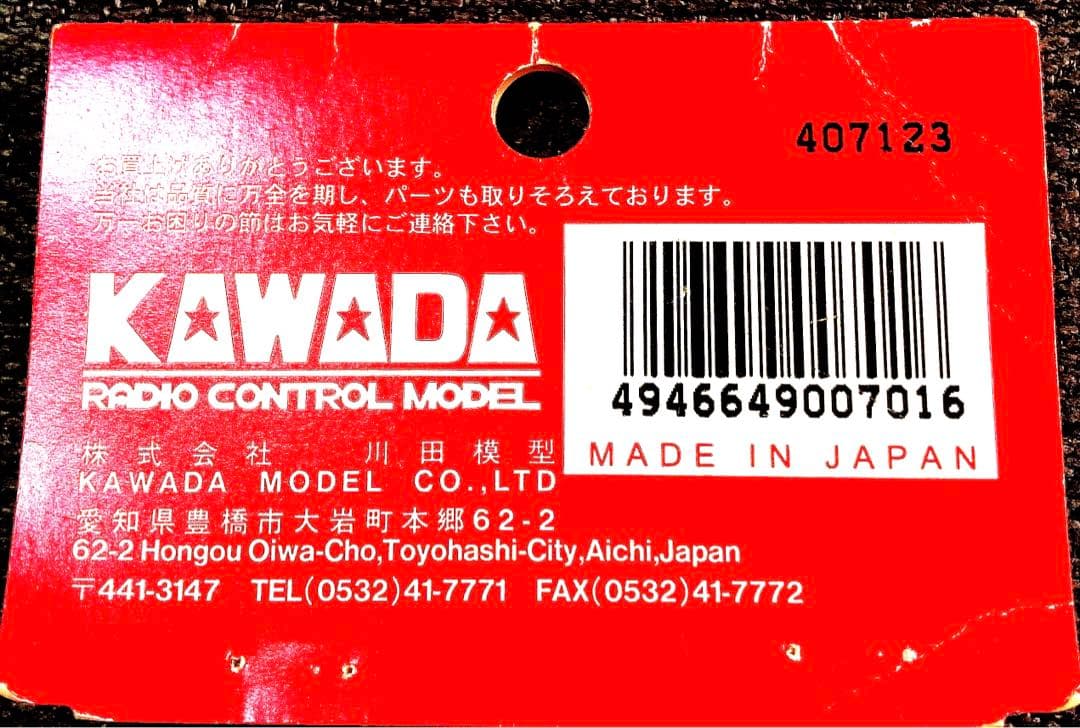 407123
お買上げありがとうございます。
当社は品質に万全を期し、パーツも取りそろえております。
万一お困りの節はお気軽にご連絡下さい。
KAWADA
RADIO CONTROL MODEL
4946649007016
MADE IN JAPAN
株式会社 川田模型
KAWADA MODEL CO.,LTD
愛知県豊橋市大岩町本郷62-2
62-2 Hongou Oiwa-Cho,Toyohashi-City,Aichi,Japan
〒441-3147 TEL(0532)41-7771 FAX(0532)41-7772